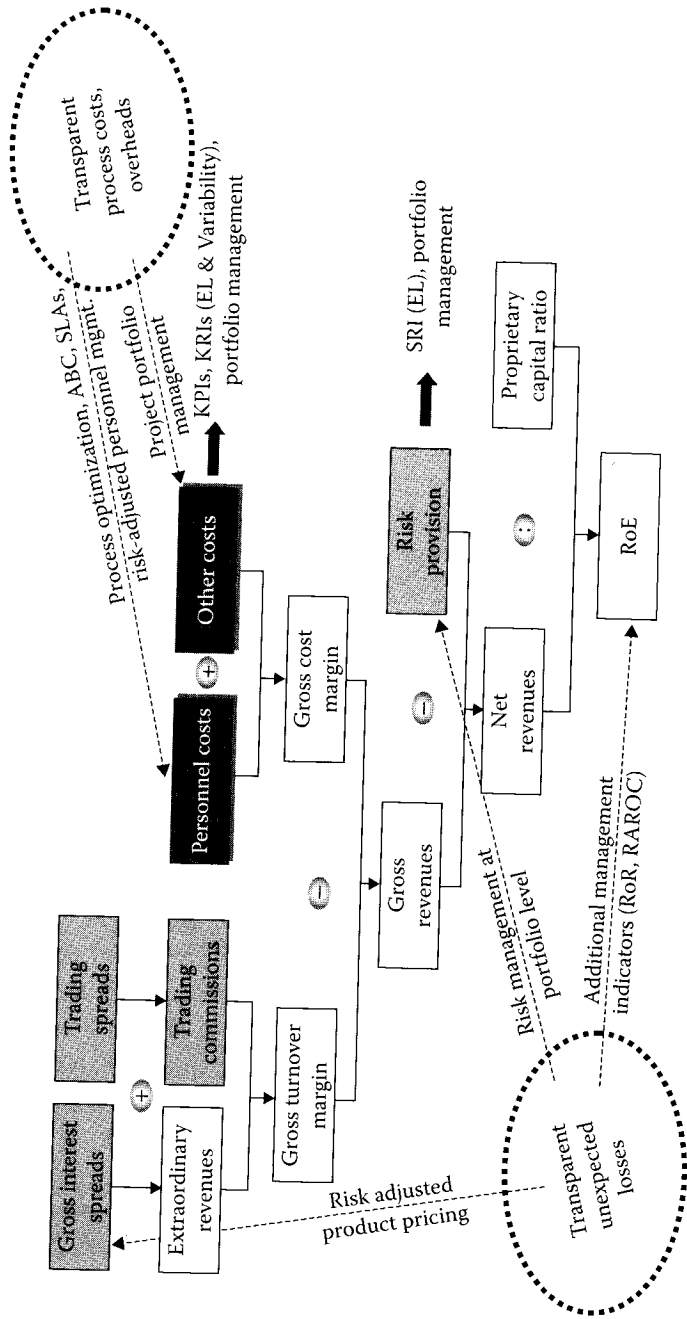 Gross interest
spreads
+
Trading
spreads
Extraordinary
revenues
Trading
commissions
Personnel costs
+
Other costs
Gross turnover
margin
−
Gross cost
margin
Gross
revenues
−
Risk
provision
Net
revenues
:
Proprietary
capital ratio
RoE
Transparent
process costs,
overheads
Process optimization, ABC, SLAs,
risk-adjusted personnel mgmt.
Project portfolio
management
KPIs, KRIs (EL & Variability),
portfolio management
SRI (EL), portfolio
management
Risk adjusted
product pricing
Transparent
unexpected
losses
Risk management at
portfolio level
Additional management
indicators (RoR, RAROC)